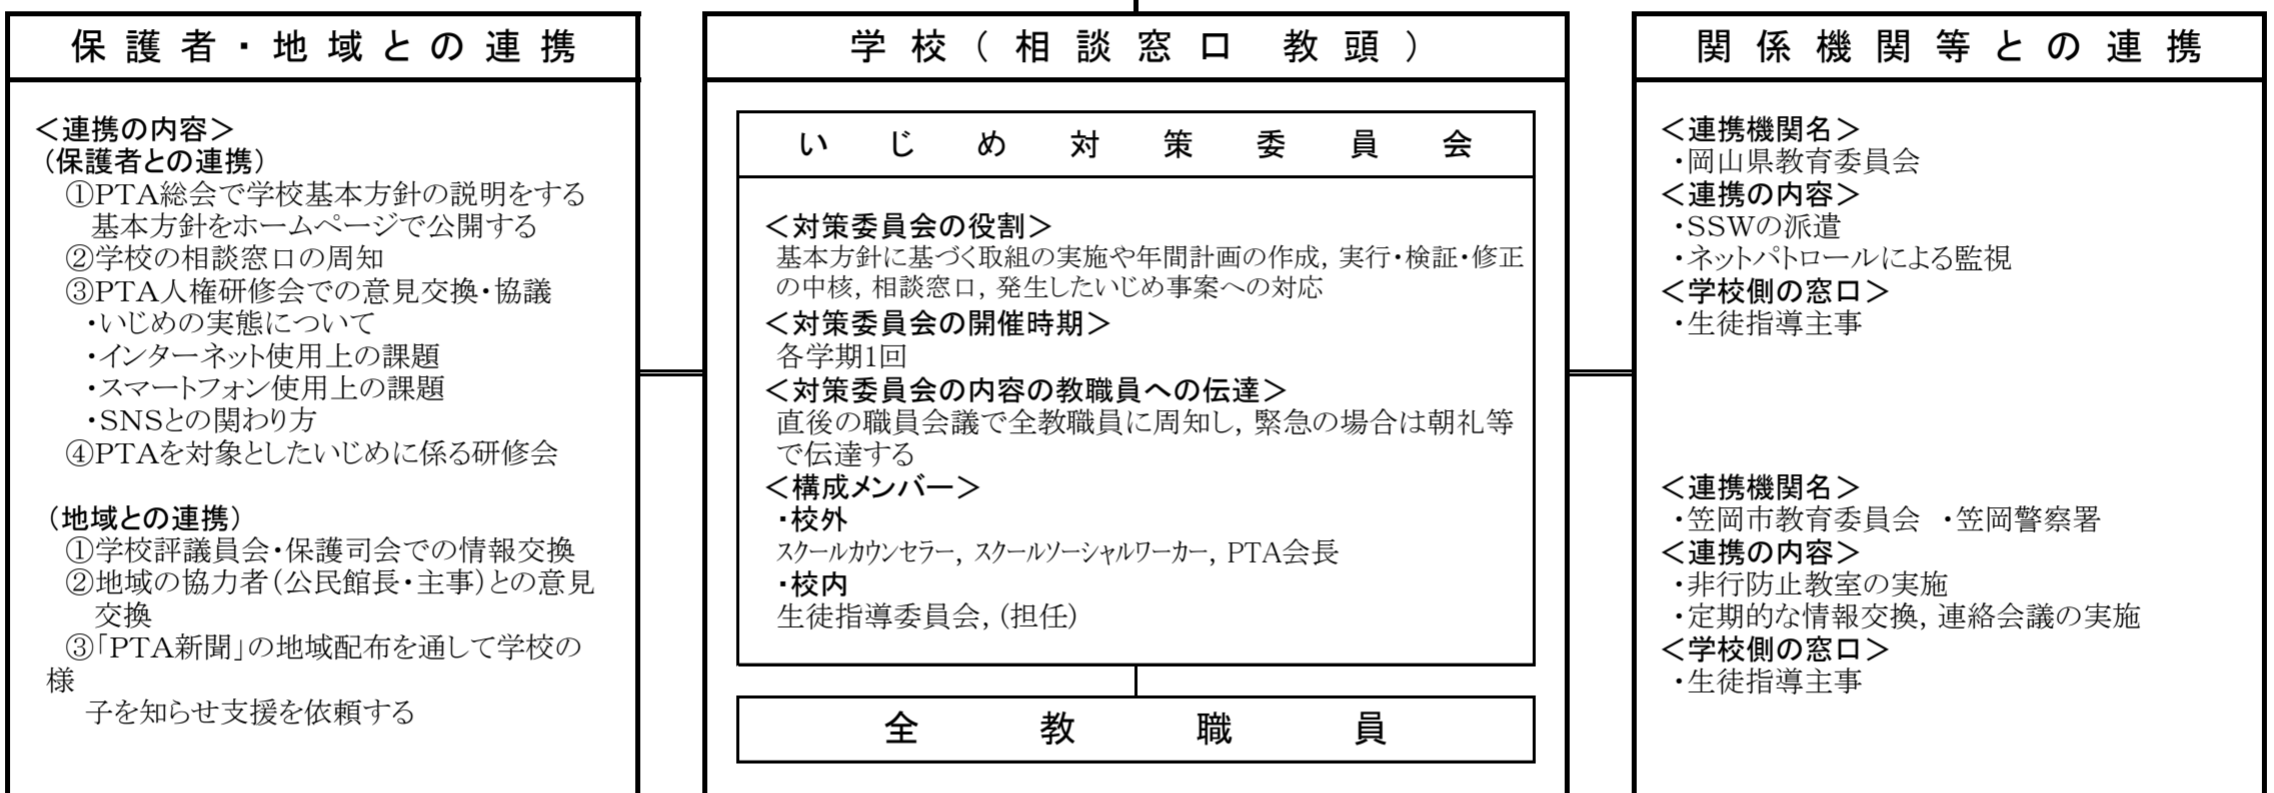 保護者・地域との連携
＜連携の内容＞
（保護者との連携）
①PTA総会で学校基本方針の説明をする
基本方針をホームページで公開する
②学校の相談窓口の周知
③PTA人権研修会での意見交換・協議
・いじめの実態について
・インターネット使用上の課題
・スマートフォン使用上の課題
・SNSとの関わり方
④PTAを対象としたいじめに係る研修会
（地域との連携）
①学校評議員会・保護司会での情報交換
②地域の協力者（公民館長・主事）との意見
交換
③「PTA新聞」の地域配布を通して学校の
様
子を知らせ支援を依頼する
学校（相談窓口　教頭）
いじめ対策委員会
＜対策委員会の役割＞
基本方針に基づく取組の実施や年間計画の作成，実行・検証・修正
の中核，相談窓口，発生したいじめ事案への対応
＜対策委員会の開催時期＞
各学期1回
＜対策委員会の内容の教職員への伝達＞
直後の職員会議で全教職員に周知し，緊急の場合は朝礼等
で伝達する
＜構成メンバー＞
・校外
スクールカウンセラー，スクールソーシャルワーカー，PTA会長
・校内
生徒指導委員会，（担任）
全教職員
関係機関等との連携
＜連携機関名＞
・岡山県教育委員会
＜連携の内容＞
・SSWの派遣
・ネットパトロールによる監視
＜学校側の窓口＞
・生徒指導主事
＜連携機関名＞
・笠岡市教育委員会　・笠岡警察署
＜連携の内容＞
・非行防止教室の実施
・定期的な情報交換，連絡会議の実施
＜学校側の窓口＞
・生徒指導主事